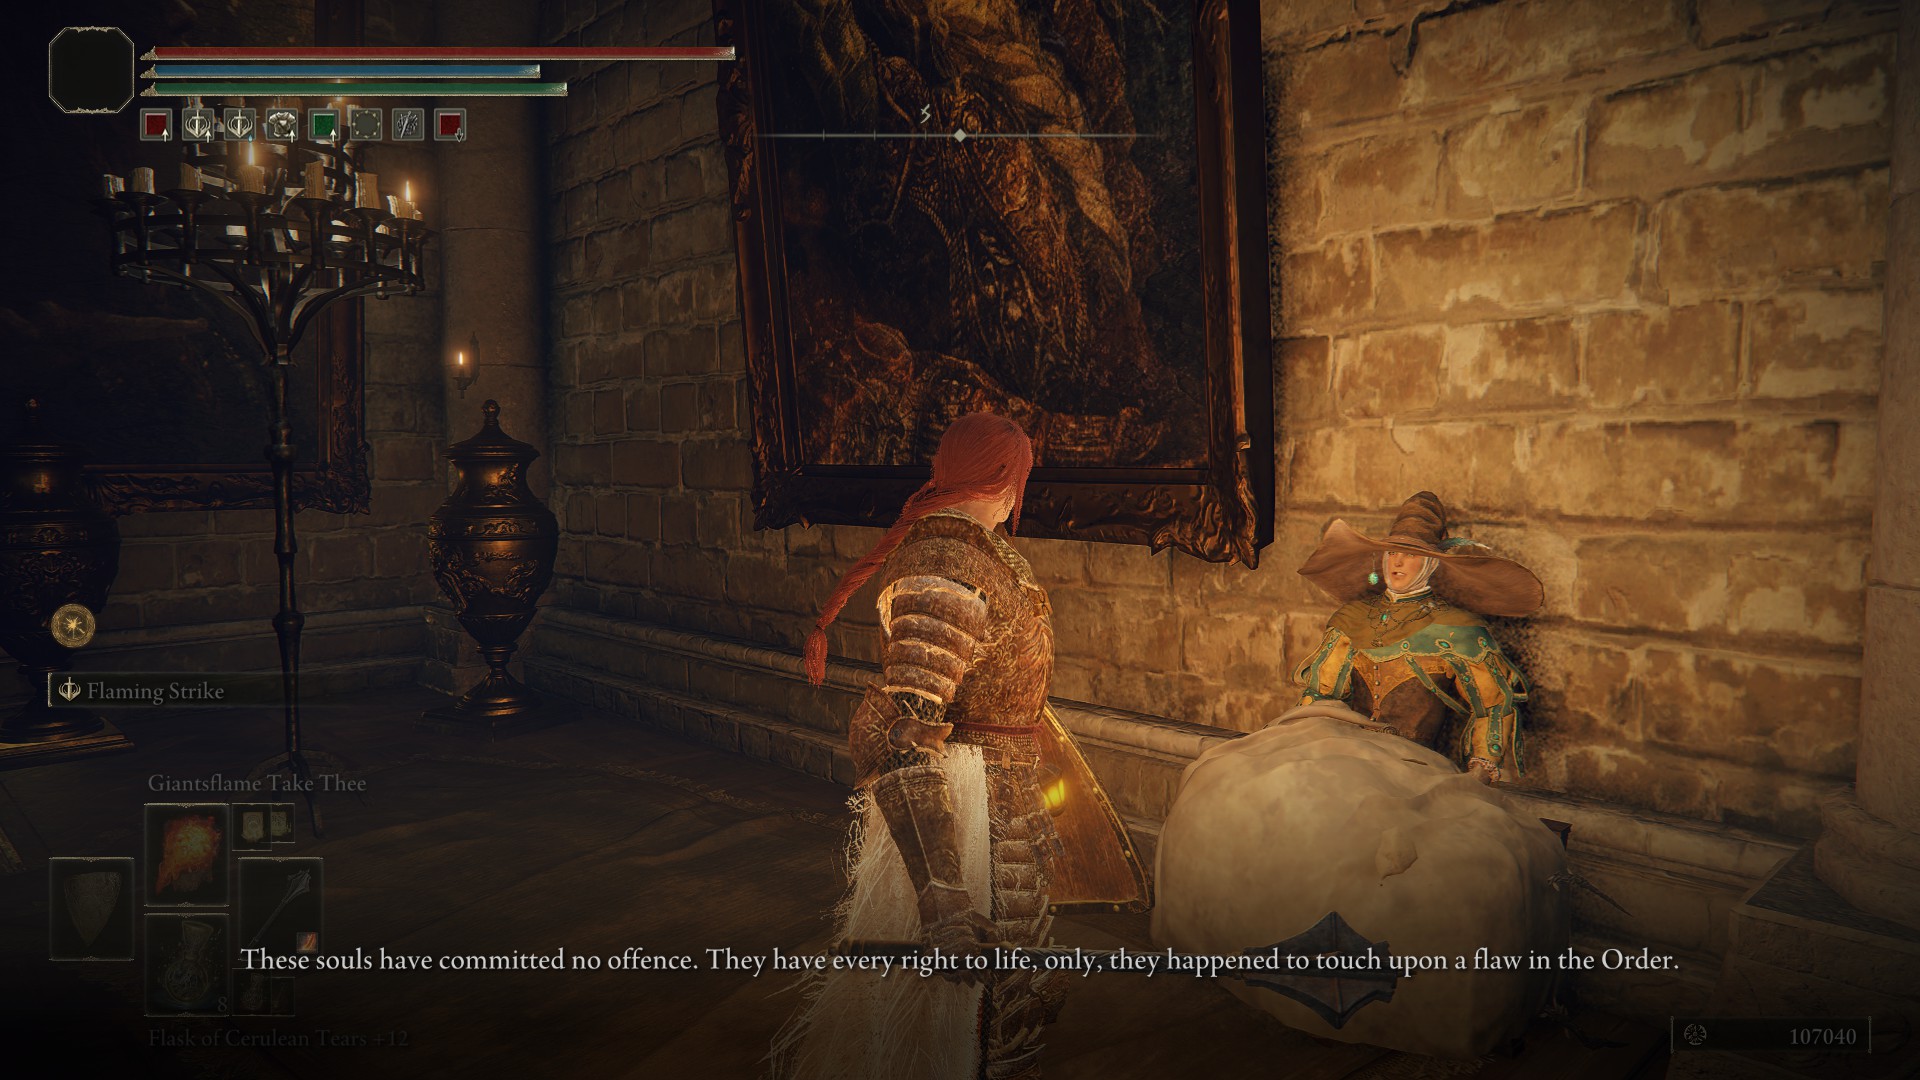 Flaming Strike
Giantsflame Take Thee
8
These souls have committed no offence. They have every right to life, only, they happened to touch upon a flaw in the Order.
Flask of Cerulean Tears +12
107040